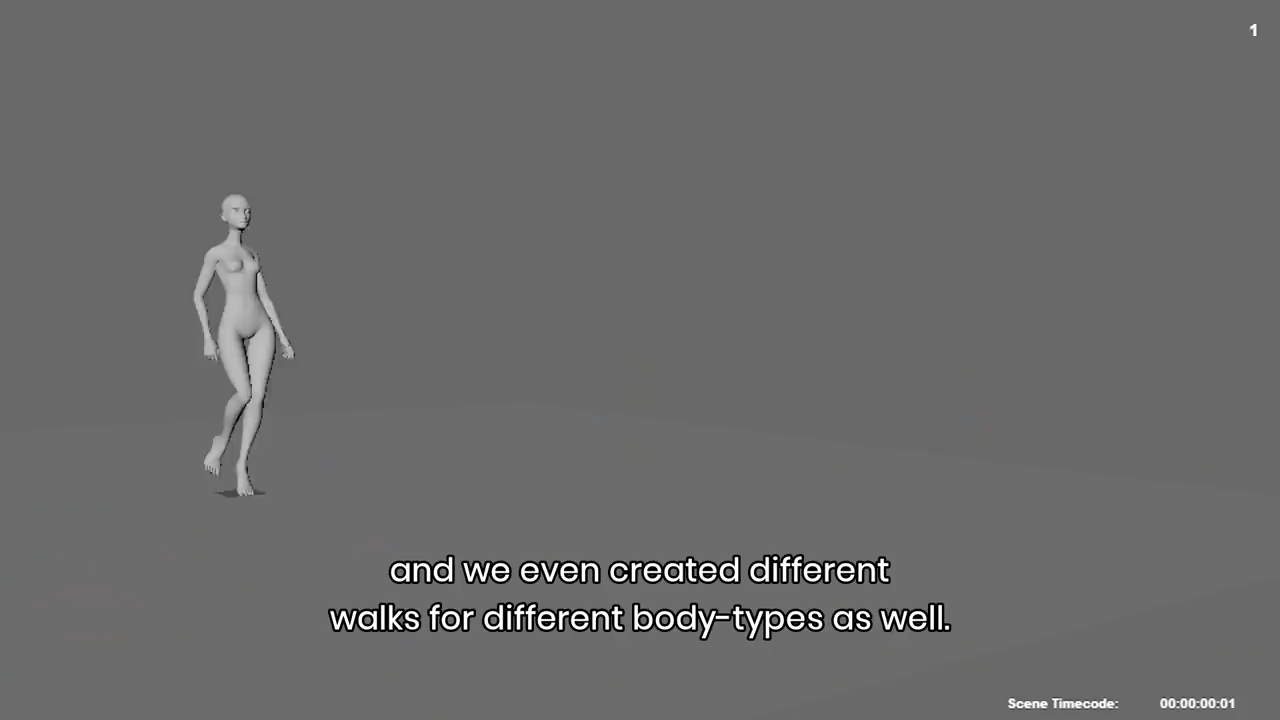 1
and we even created different
walks for different body-types as well.
Scene Timecode: 00:00:00:01